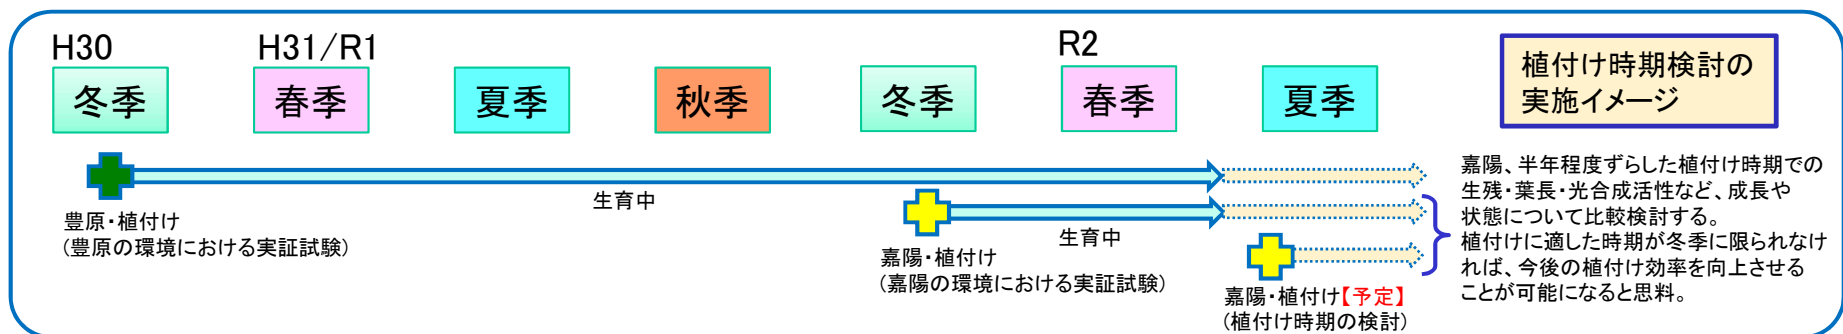 H30
H31/R1
R2
冬季
春季
夏季
秋季
冬季
春季
夏季
植付け時期検討の
実施イメージ
生育中
豊原・植付け
(豊原の環境における実証試験)
生育中
嘉陽・植付け
(嘉陽の環境における実証試験)
嘉陽・植付け【予定】
(植付け時期の検討)
嘉陽、半年程度ずらした植付け時期での
生残・葉長・光合成活性など、成長や
状態について比較検討する。
植付けに適した時期が冬季に限られなけ
れば、今後の植付け効率を向上させる
ことが可能になると思料。